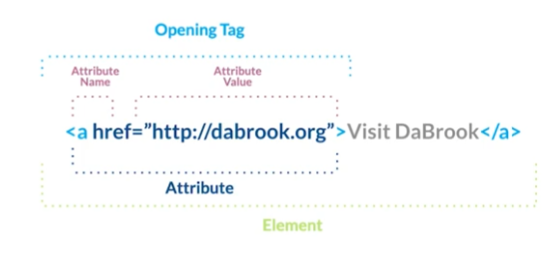 Opening Tag
Attribute Name
Attribute Value
<a href=”http://dabrook.org”>Visit DaBrook</a>
Attribute
Element